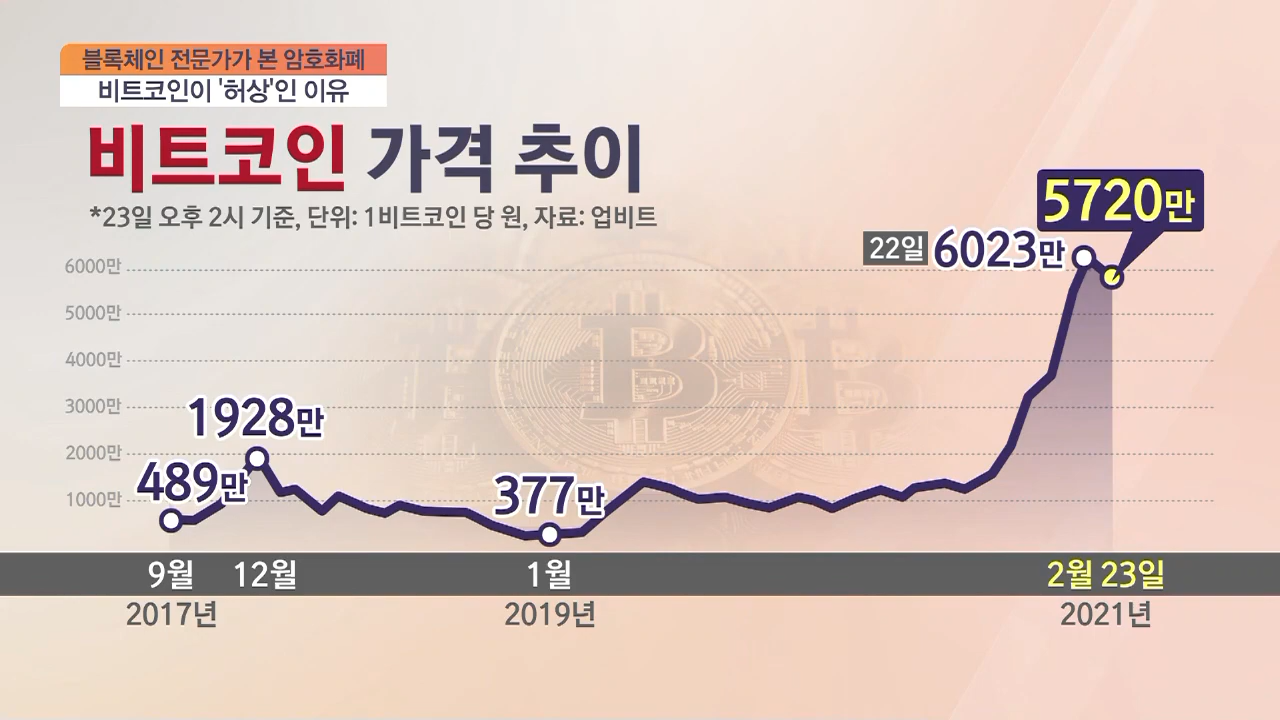 블록체인 전문가가 본 암호화폐
비트코인이 '허상'인 이유
비트코인 가격 추이
*23일 오후 2시 기준, 단위: 1비트코인 당 원, 자료: 업비트
5720만
22일 6023만
6000만
5000만
4000만
3000만
2000만
1000만
1928만
489만
377만
9월 12월 1월 2월 23일
2017년 2019년 2021년